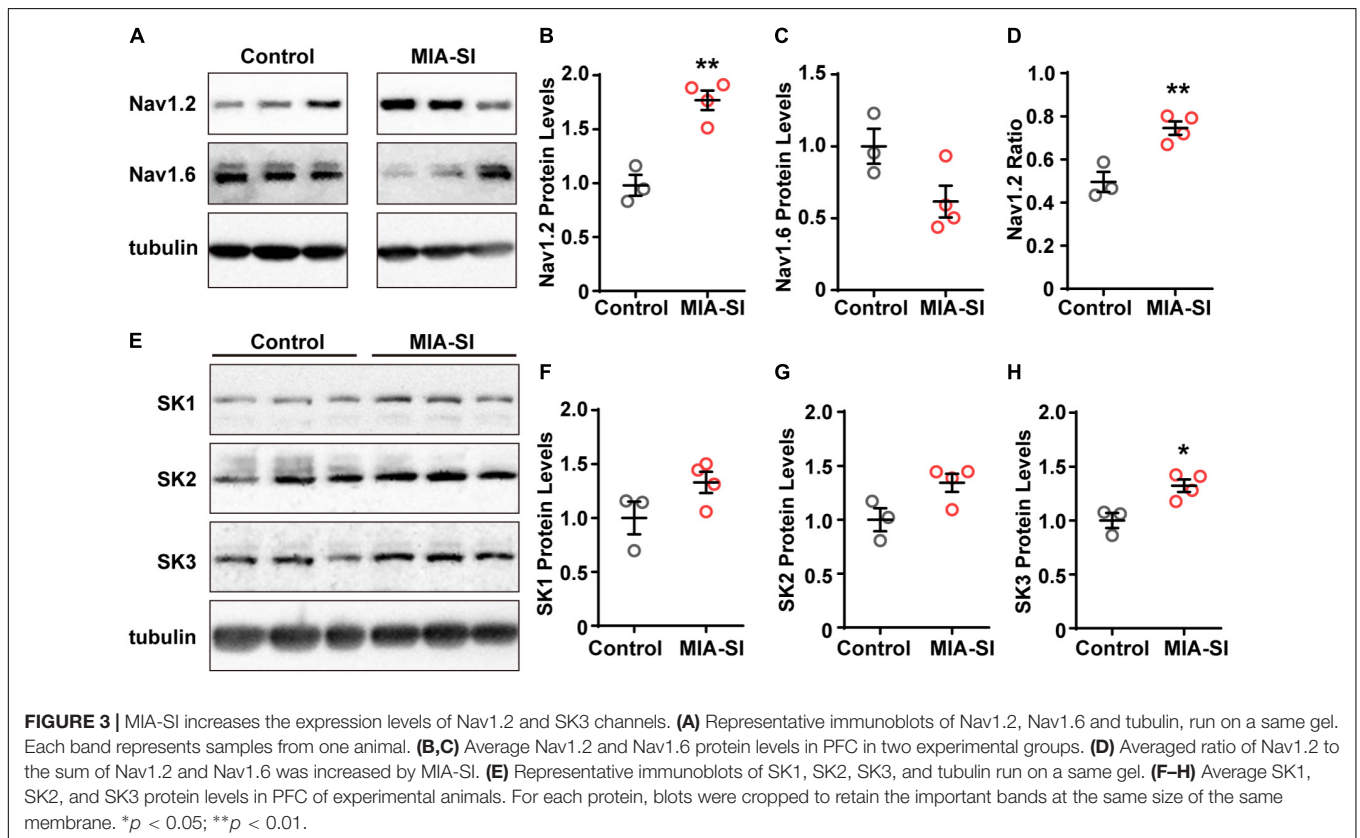 A
Control MIA-SI
Nav1.2
Nav1.6
tubulin
B
**
Nav1.2 Protein Levels
2.0
1.5
1.0
0.5
0
Control MIA-SI
C
Nav1.6 Protein Levels
1.5
1.0
0.5
0
Control MIA-SI
D
**
Nav1.2 Ratio
1.0
0.8
0.6
0.4
0.2
0
Control MIA-SI
E
Control MIA-SI
SK1
SK2
SK3
tubulin
F
SK1 Protein Levels
2.0
1.5
1.0
0.5
0
Control MIA-SI
G
SK2 Protein Levels
2.0
1.5
1.0
0.5
0
Control MIA-SI
H
*
SK3 Protein Levels
2.0
1.5
1.0
0.5
0
Control MIA-SI
FIGURE 3 | MIA-SI increases the expression levels of Nav1.2 and SK3 channels. (A) Representative immunoblots of Nav1.2, Nav1.6 and tubulin, run on a same gel.
Each band represents samples from one animal. (B,C) Average Nav1.2 and Nav1.6 protein levels in PFC in two experimental groups. (D) Averaged ratio of Nav1.2 to
the sum of Nav1.2 and Nav1.6 was increased by MIA-SI. (E) Representative immunoblots of SK1, SK2, SK3, and tubulin run on a same gel. (F–H) Average SK1,
SK2, and SK3 protein levels in PFC of experimental animals. For each protein, blots were cropped to retain the important bands at the same size of the same
membrane. *p < 0.05; **p < 0.01.